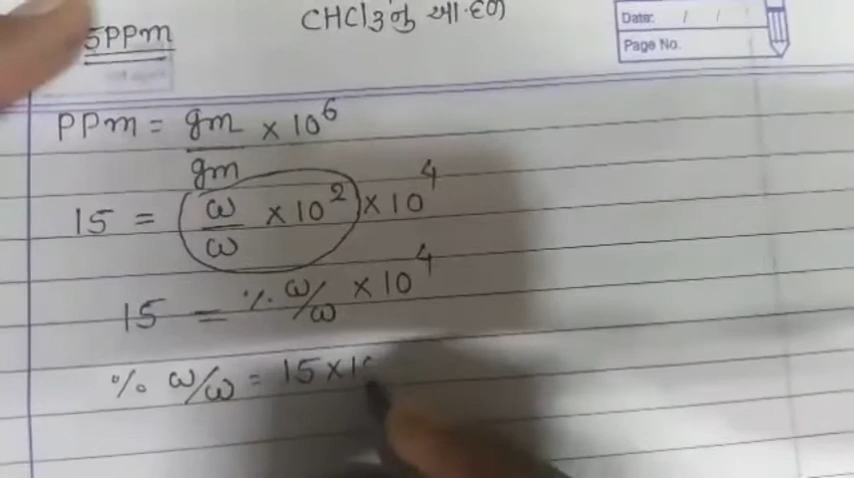 CHCl3નું આ.દળ
Date: / /
Page No.
5PPm
PPm = gm/gm × 10^6
15 = (w/w × 10^2) × 10^4
15 = % w/w × 10^4
% w/w = 15 × 10